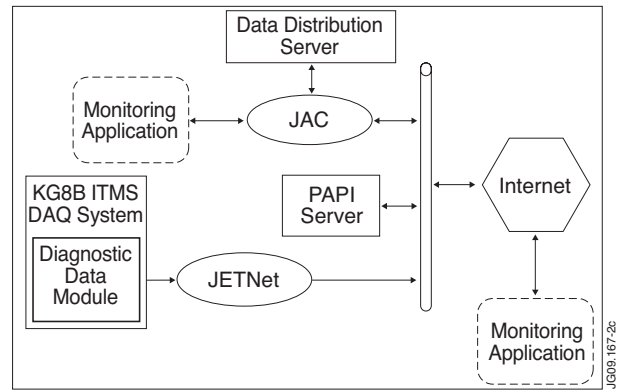 Data Distribution
Server
Monitoring
Application
JAC
KG8B ITMS
DAQ System
PAPI
Server
Internet
Diagnostic
Data
Module
JETNet
Monitoring
Application
JG09.167-2c